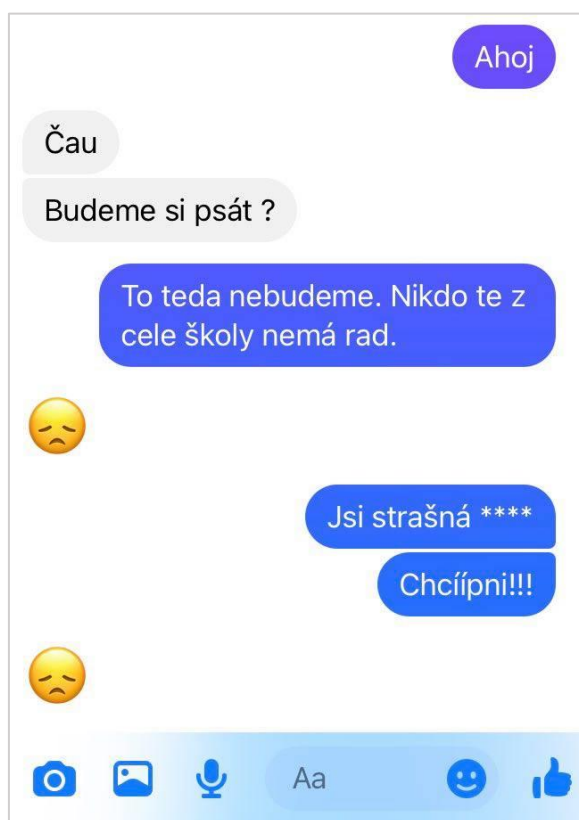 Ahoj
Čau
Budeme si psát ?
To teda nebudeme. Nikdo te z
cele školy nemá rad.
Jsi strašná ****
Chcíípni!!!
Aa